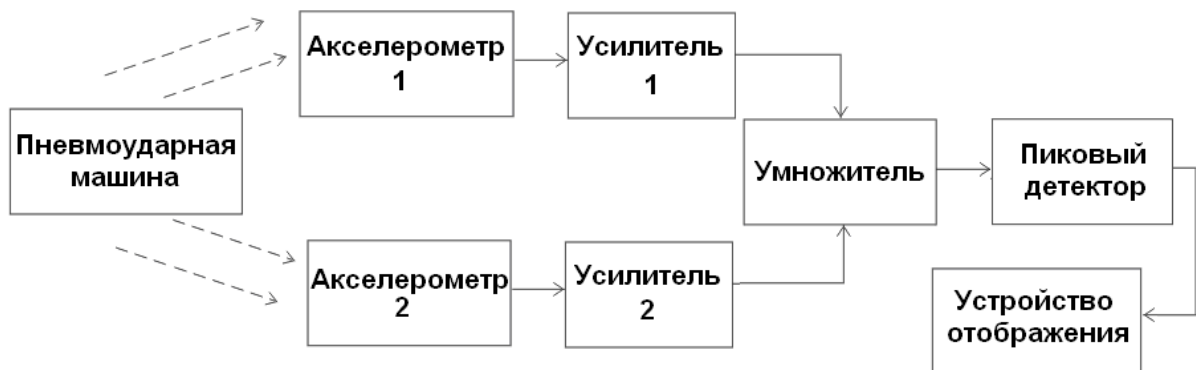 Акселерометр
1
Усилитель
1
Пневмоударная
машина
Умножитель
Пиковый
детектор
Акселерометр
2
Усилитель
2
Устройство
отображения